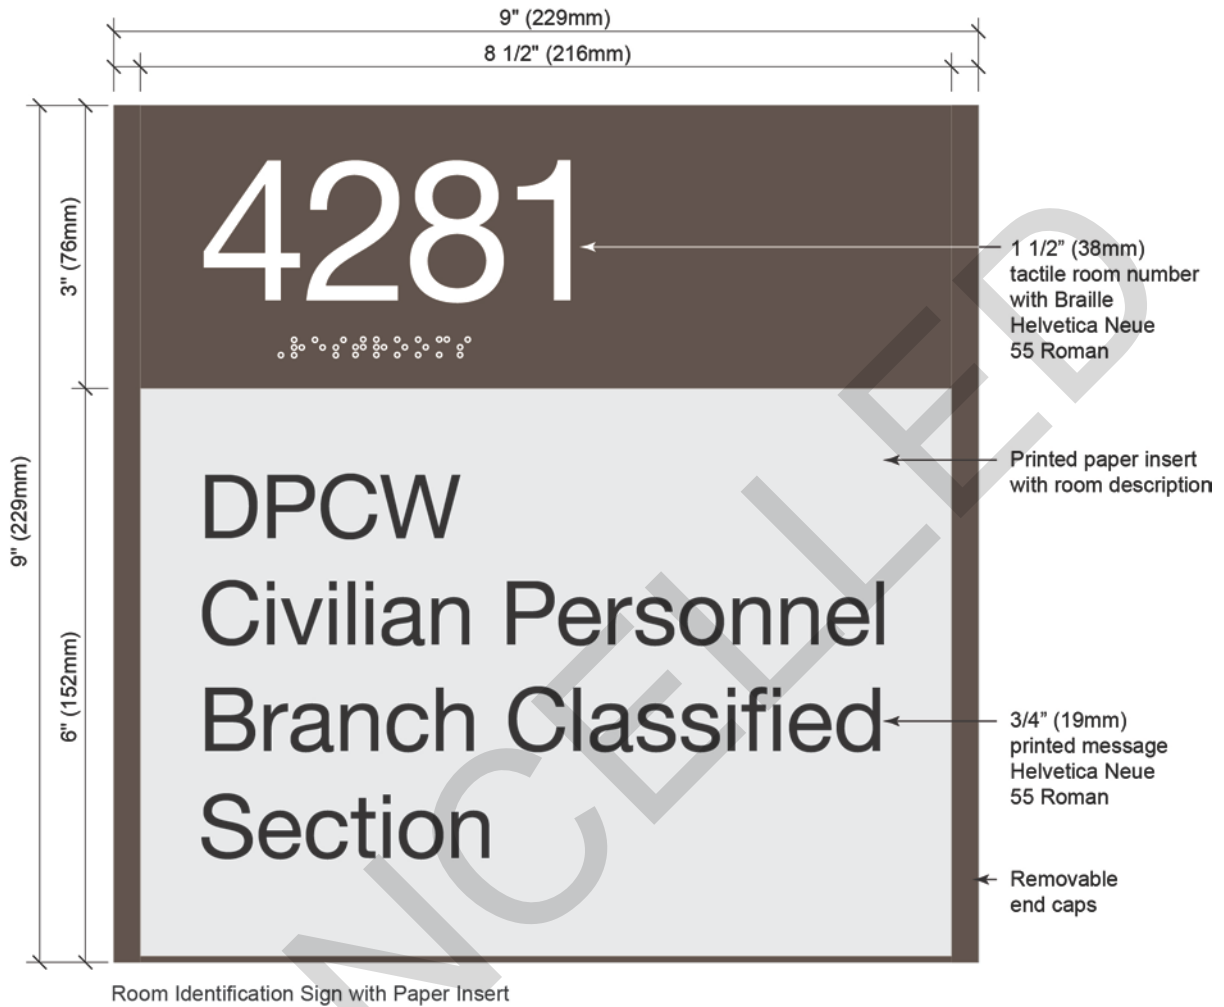 9" (229mm)
8 1/2" (216mm)
3" (76mm)
9" (229mm)
6" (152mm)
4281
1 1/2” (38mm)
tactile room number
with Braille
Helvetica Neue
55 Roman
Printed paper insert
with room description
DPCW
Civilian Personnel
Branch Classified
Section
3/4” (19mm)
printed message
Helvetica Neue
55 Roman
Removable
end caps
Room Identification Sign with Paper Insert
NCELLED